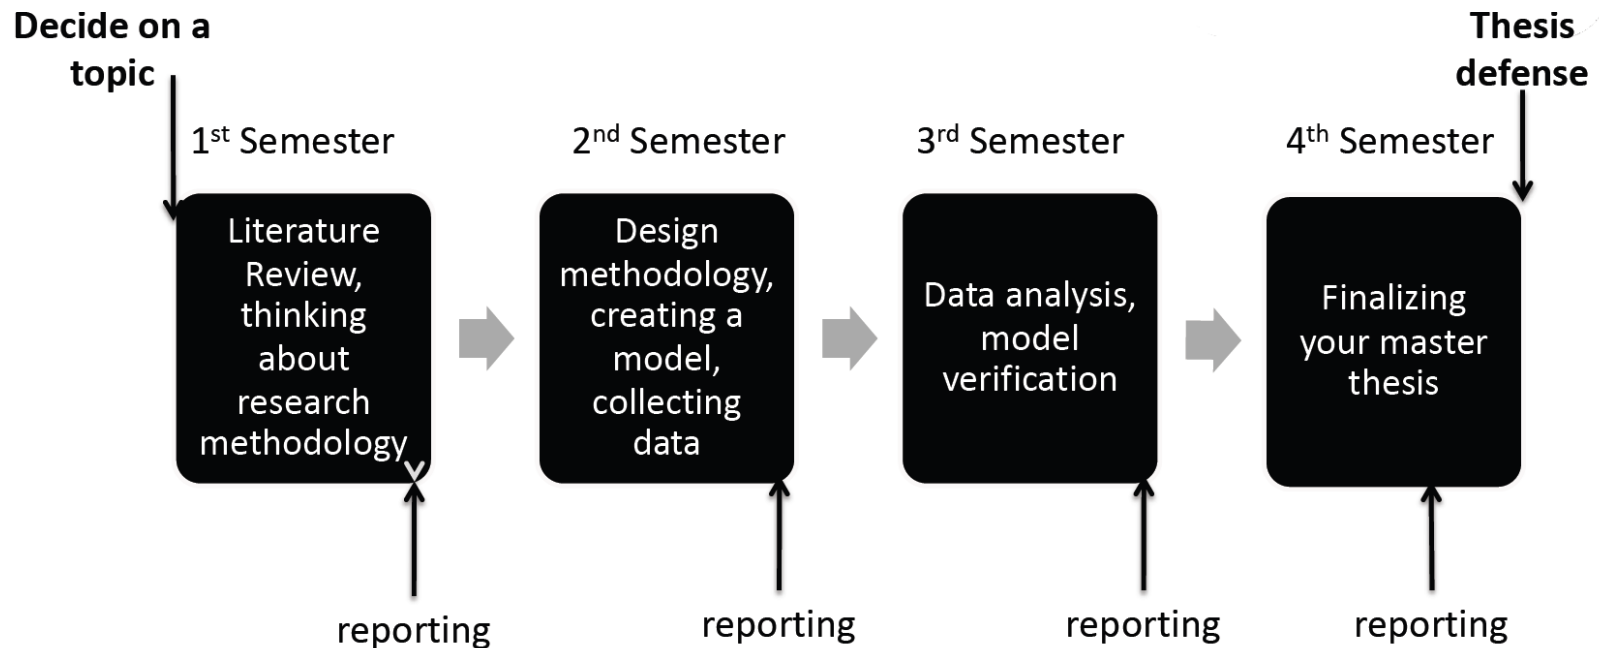 Decide on a
topic
Thesis
defense
1st Semester
2nd Semester
3rd Semester
4th Semester
Literature
Review,
thinking
about
research
methodology
Design
methodology,
creating a
model,
collecting
data
Data analysis,
model
verification
Finalizing
your master
thesis
reporting
reporting
reporting
reporting